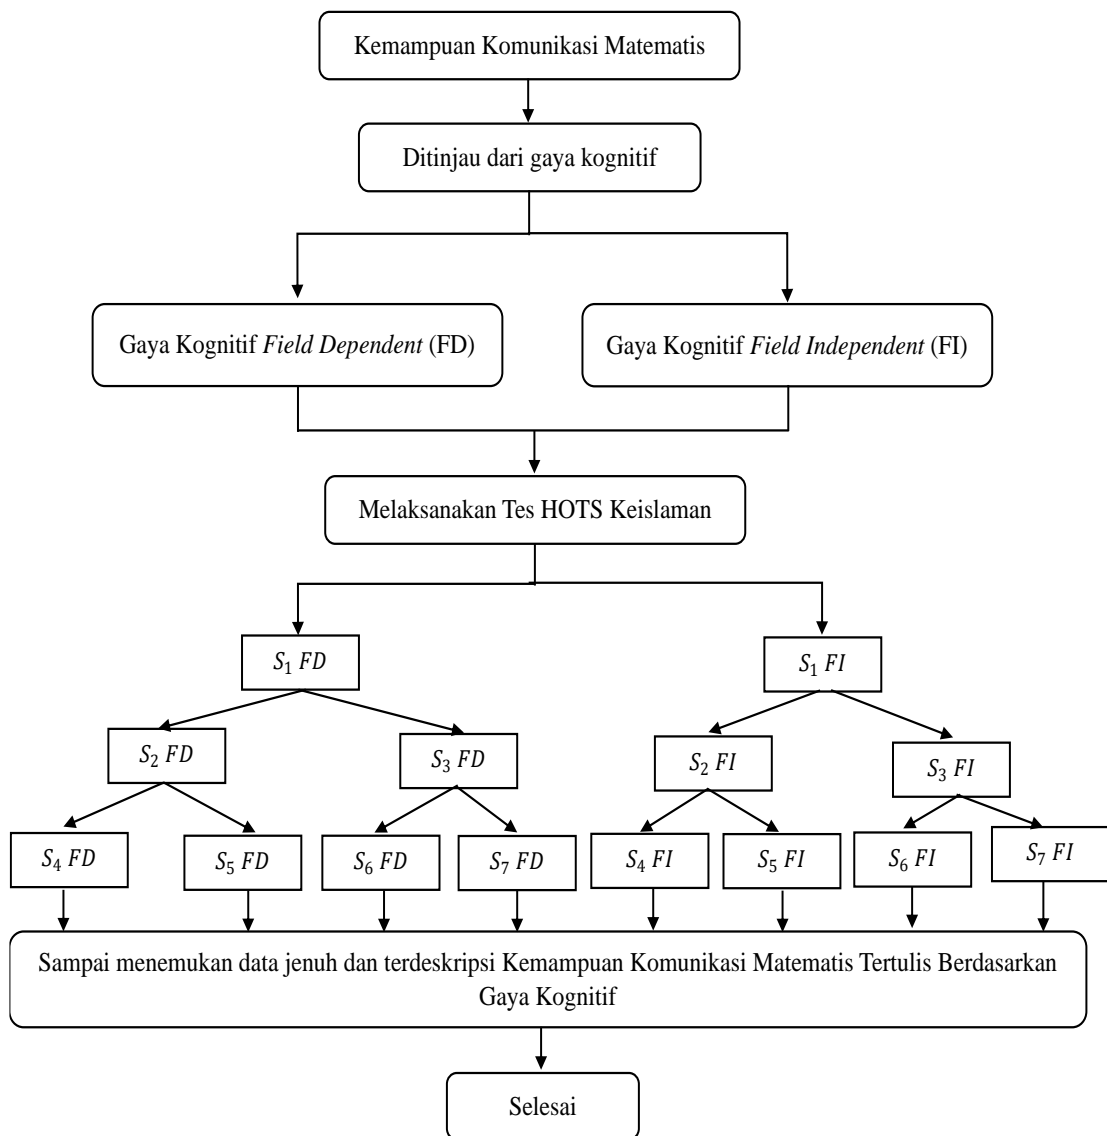 Kemampuan Komunikasi Matematis
Ditinjau dari gaya kognitif
Gaya Kognitif Field Dependent (FD)
Gaya Kognitif Field Independent (FI)
Melaksanakan Tes HOTS Keislaman
S₁ FD
S₁ FI
S₂ FD
S₃ FD
S₂ FI
S₃ FI
S₄ FD
S₅ FD
S₆ FD
S₇ FD
S₄ FI
S₅ FI
S₆ FI
S₇ FI
Sampai menemukan data jenuh dan terdeskripsi Kemampuan Komunikasi Matematis Tertulis Berdasarkan
Gaya Kognitif
Selesai